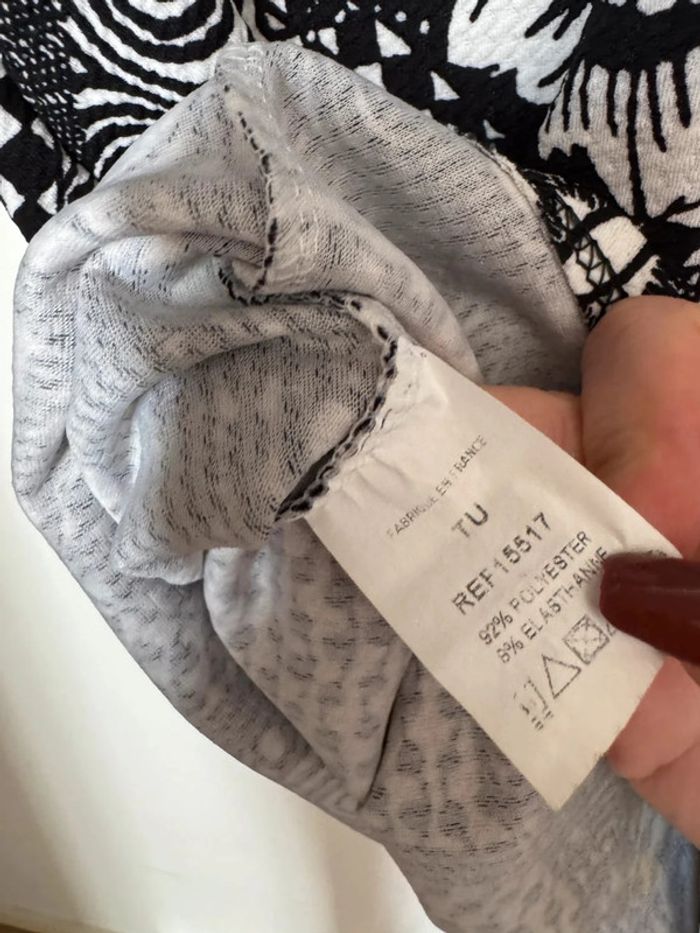 FABRIQUE EN FRANCE
TU
REF15517
92% POLYESTER
8% ELASTHANNE